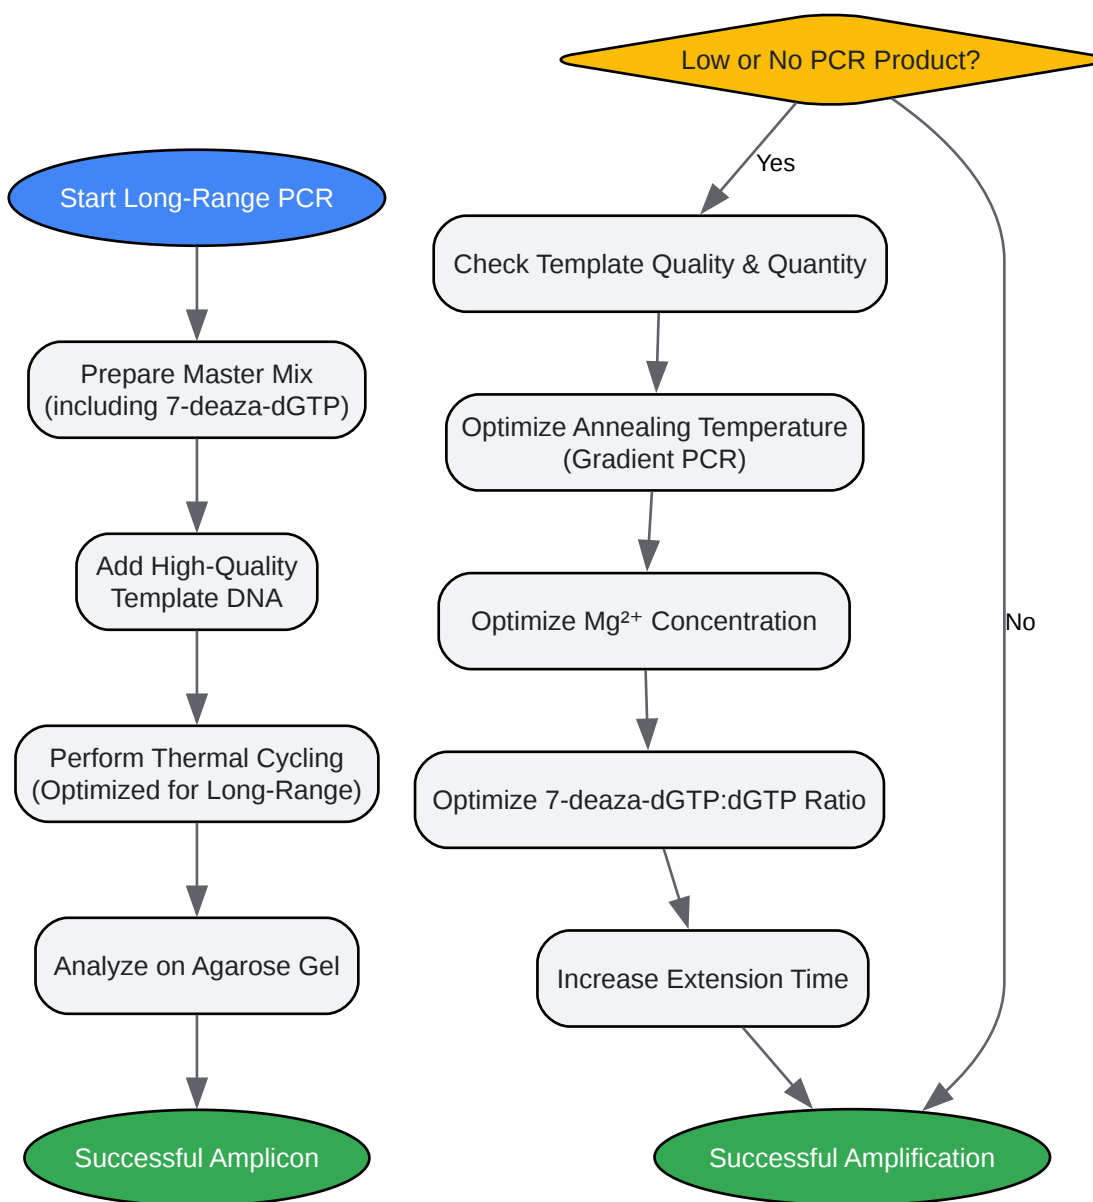 Start Long-Range PCR
Prepare Master Mix
(including 7-deaza-dGTP)
Add High-Quality
Template DNA
Perform Thermal Cycling
(Optimized for Long-Range)
Analyze on Agarose Gel
Successful Amplicon
Low or No PCR Product?
Yes
Check Template Quality & Quantity
Optimize Annealing Temperature
(Gradient PCR)
Optimize Mg²⁺ Concentration
No
Optimize 7-deaza-dGTP:dGTP Ratio
Increase Extension Time
Successful Amplification